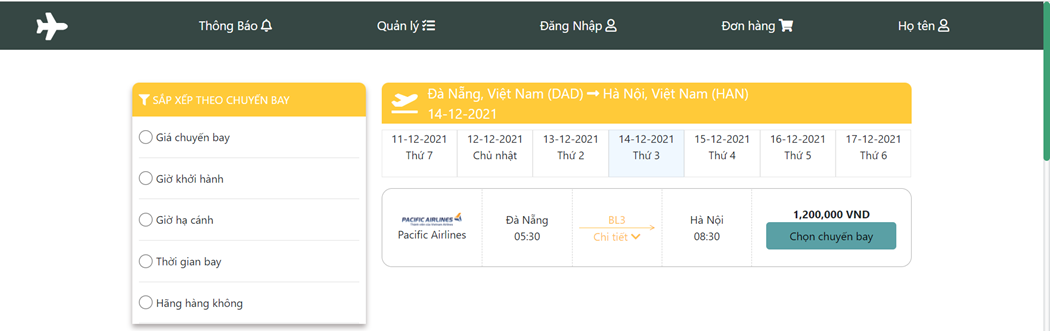 Thông Báo
Quản lý
Đăng Nhập
Đơn hàng
Họ tên
SẮP XẾP THEO CHUYẾN BAY
Giá chuyến bay
Giờ khởi hành
Giờ hạ cánh
Thời gian bay
Hãng hàng không
Đà Nẵng, Việt Nam (DAD) → Hà Nội, Việt Nam (HAN)
14-12-2021
11-12-2021 12-12-2021 13-12-2021 14-12-2021 15-12-2021 16-12-2021 17-12-2021
Thứ 7 Chủ nhật Thứ 2 Thứ 3 Thứ 4 Thứ 5 Thứ 6
PACIFIC AIRLINES
Pacific Airlines
Đà Nẵng
05:30
BL3
Chi tiết
Hà Nội
08:30
1,200,000 VND
Chọn chuyến bay